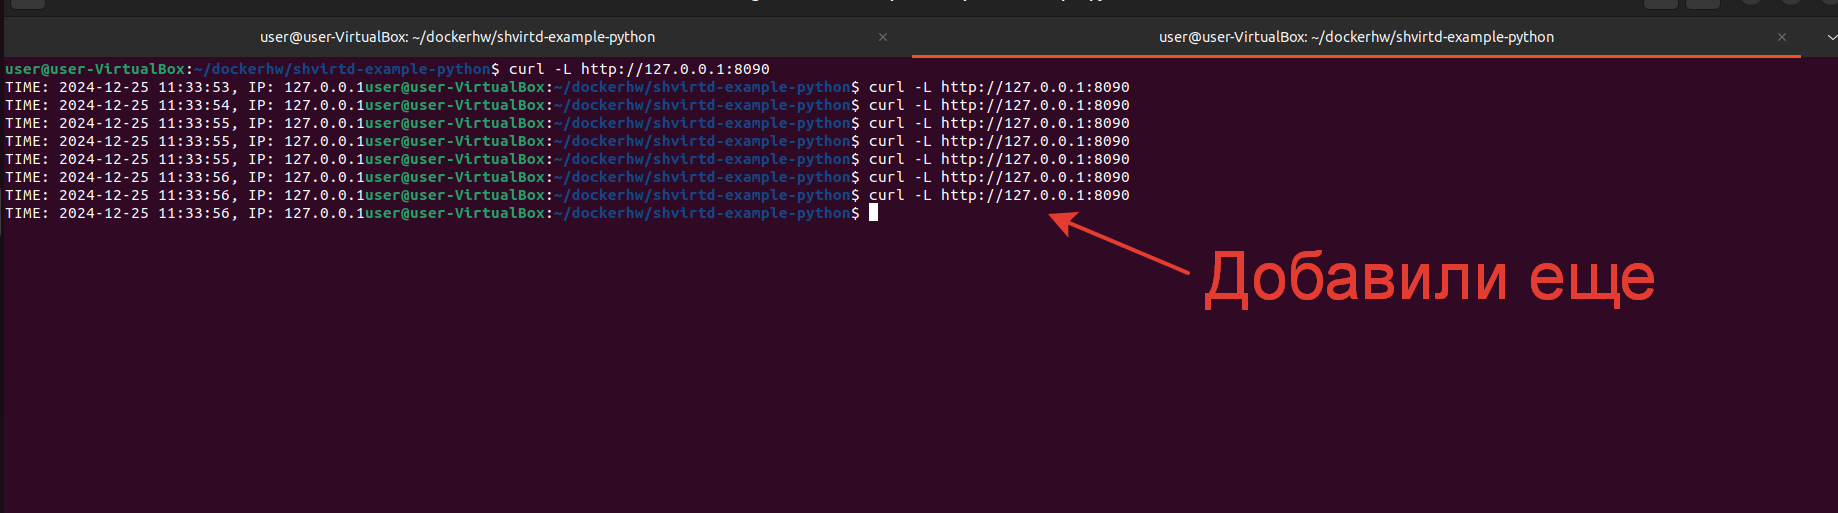 user@user-VirtualBox: ~/dockerhw/shvirtd-example-python × user@user-VirtualBox: ~/dockerhw/shvirtd-example-python ×
user@user-VirtualBox:~/dockerhw/shvirtd-example-python$ curl -L http://127.0.0.1:8090
TIME: 2024-12-25 11:33:53, IP: 127.0.0.1user@user-VirtualBox:~/dockerhw/shvirtd-example-python$ curl -L http://127.0.0.1:8090
TIME: 2024-12-25 11:33:54, IP: 127.0.0.1user@user-VirtualBox:~/dockerhw/shvirtd-example-python$ curl -L http://127.0.0.1:8090
TIME: 2024-12-25 11:33:55, IP: 127.0.0.1user@user-VirtualBox:~/dockerhw/shvirtd-example-python$ curl -L http://127.0.0.1:8090
TIME: 2024-12-25 11:33:55, IP: 127.0.0.1user@user-VirtualBox:~/dockerhw/shvirtd-example-python$ curl -L http://127.0.0.1:8090
TIME: 2024-12-25 11:33:55, IP: 127.0.0.1user@user-VirtualBox:~/dockerhw/shvirtd-example-python$ curl -L http://127.0.0.1:8090
TIME: 2024-12-25 11:33:56, IP: 127.0.0.1user@user-VirtualBox:~/dockerhw/shvirtd-example-python$ curl -L http://127.0.0.1:8090
TIME: 2024-12-25 11:33:56, IP: 127.0.0.1user@user-VirtualBox:~/dockerhw/shvirtd-example-python$ curl -L http://127.0.0.1:8090
TIME: 2024-12-25 11:33:56, IP: 127.0.0.1user@user-VirtualBox:~/dockerhw/shvirtd-example-python$
Добавили еще